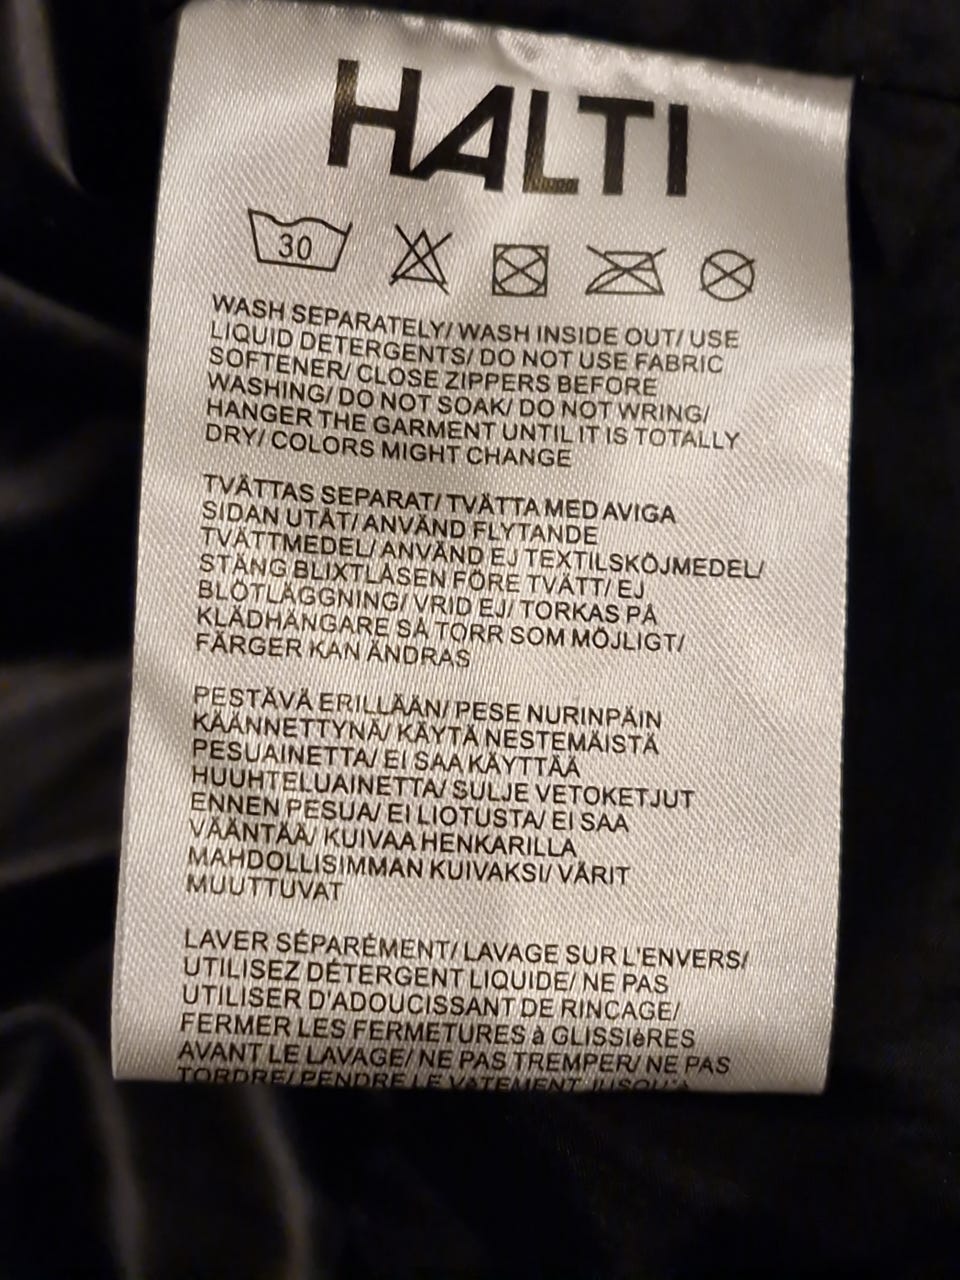 HALTI
30
WASH SEPARATELY/ WASH INSIDE OUT/ USE
LIQUID DETERGENTS/ DO NOT USE FABRIC
SOFTENER/ CLOSE ZIPPERS BEFORE
WASHING/ DO NOT SOAK/ DO NOT WRING/
HANGER THE GARMENT UNTIL IT IS TOTALLY
DRY/ COLORS MIGHT CHANGE
TVÄTTAS SEPARAT/ TVÄTTA MED AVIGA
SIDAN UTÅT/ ANVÄND FLYTANDE
TVÄTTMEDEL/ ANVÄND EJ TEXTILSKÖJMEDEL/
STÄNG BLIXTLÅSEN FÖRE TVÄTT/ EJ
BLÖTLÄGGNING/ VRID EJ/ TORKAS PÅ
KLÄDHÄNGARE SÅ TORR SOM MÖJLIGT/
FÄRGER KAN ÄNDRAS
PESTÄVÄ ERILLÄÄN/ PESE NURINPÄIN
KÄÄNNETTYNÄ/ KÄYTÄ NESTEMÄISTÄ
PESUAINETTA/ EI SAA KÄYTTÄÄ
HUUHTELUAINETTA/ SULJE VETOKETJUT
ENNEN PESUA/ EI LIOTUSTA/ EI SAA
VÄÄNTÄÄ/ KUIVAA HENKARILLA
MAHDOLLISIMMAN KUIVAKSI/ VÄRIT
MUUTTUVAT
LAVER SÉPARÉMENT/ LAVAGE SUR L'ENVERS/
UTILISEZ DÉTERGENT LIQUIDE/ NE PAS
UTILISER D'ADOUCISSANT DE RINCAGE/
FERMER LES FERMETURES à GLISSIèRES
AVANT LE LAVAGE/ NE PAS TREMPER/ NE PAS
TORDRE/ PENDRE LE VATEMENT JUSQU'À